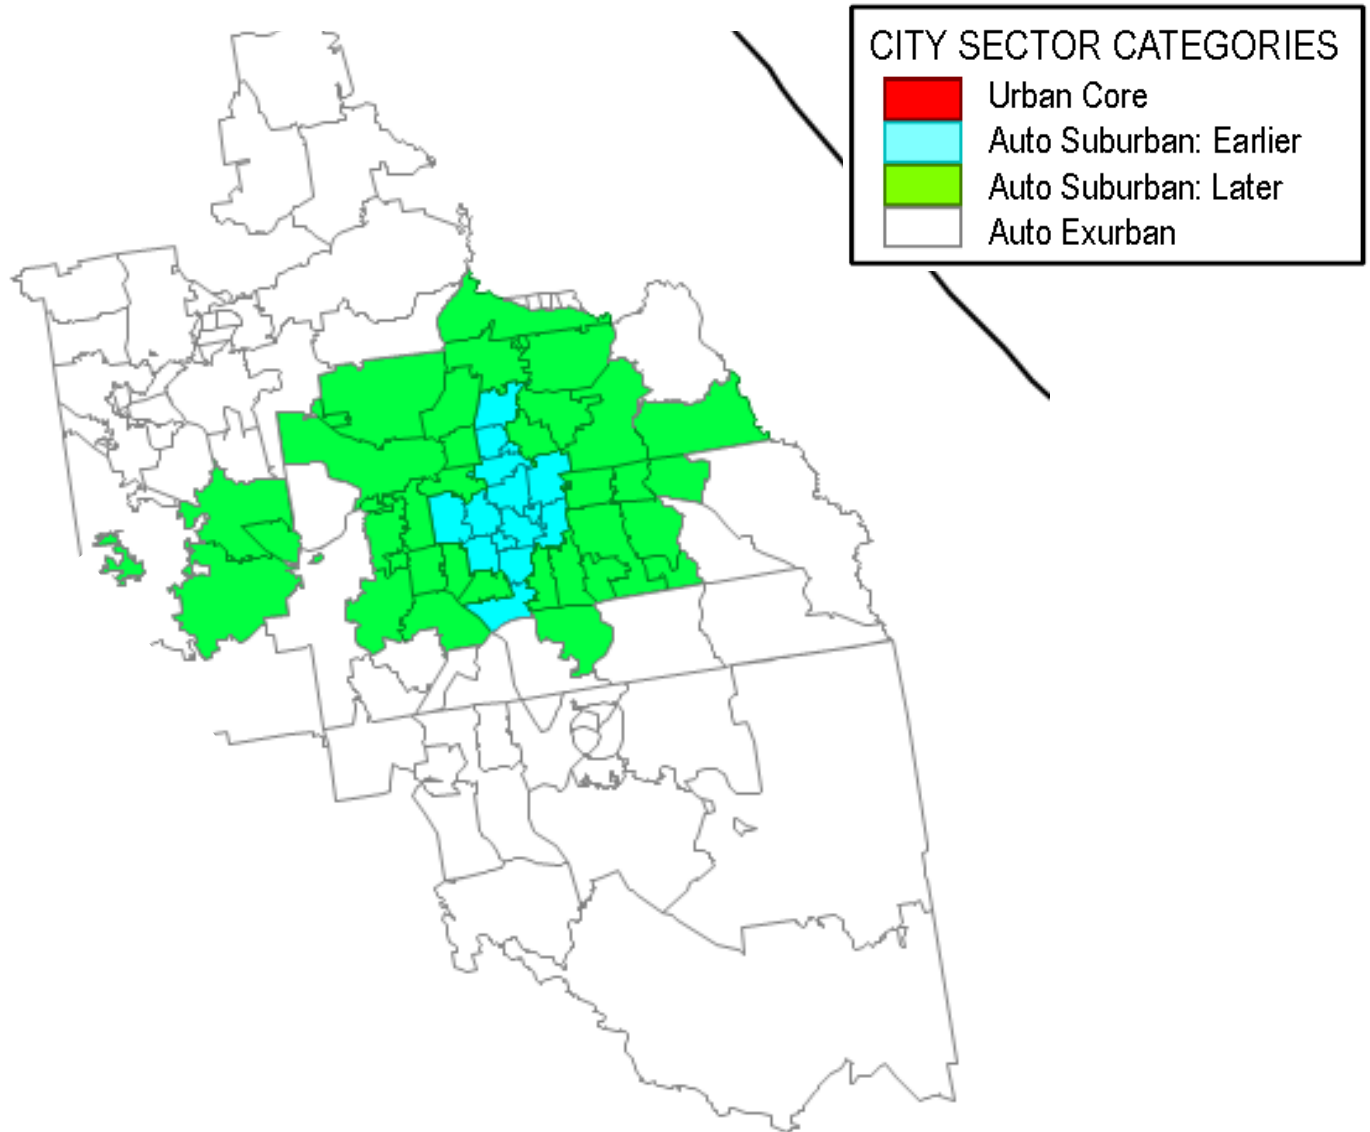 CITY SECTOR CATEGORIES
Urban Core
Auto Suburban: Earlier
Auto Suburban: Later
Auto Exurban